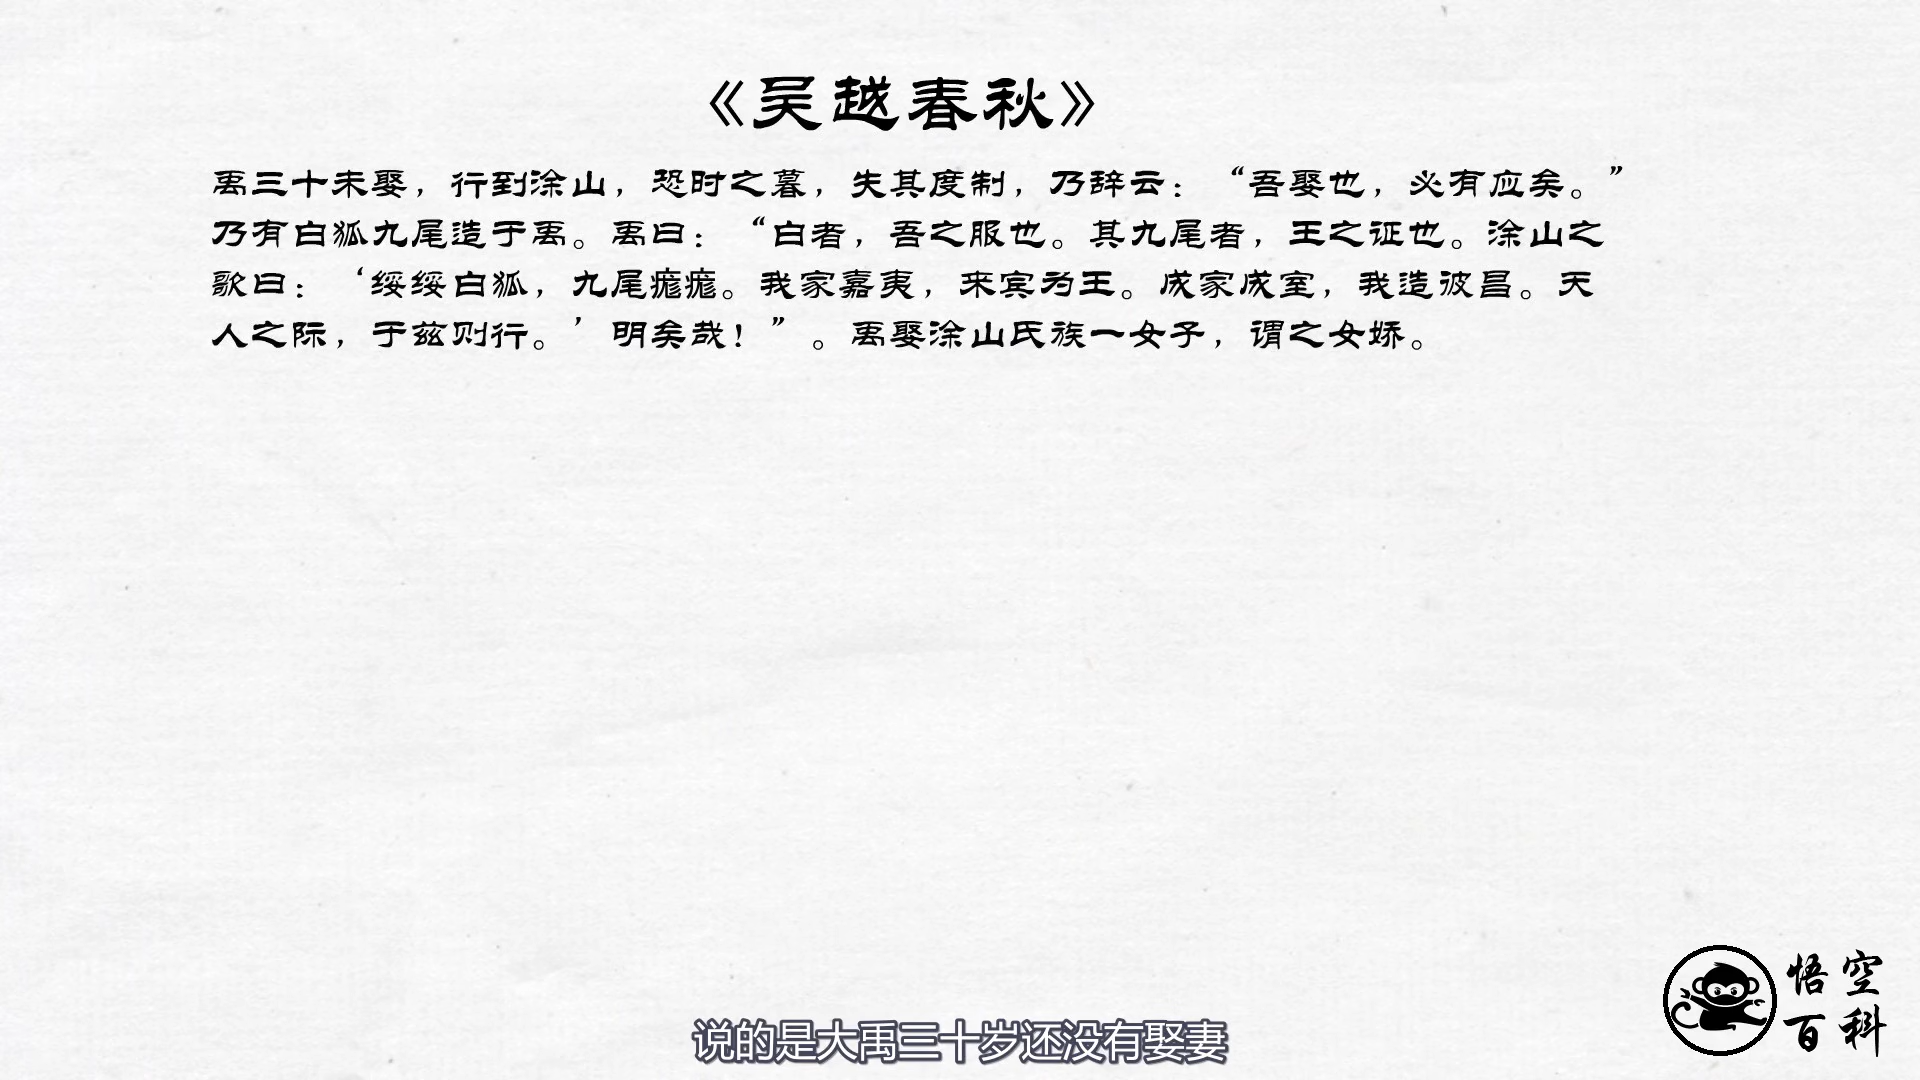 《吴越春秋》
禹三十未娶，行到涂山，恐时之暮，失其度制，乃辞云：“吾娶也，必有应矣。”
乃有白狐九尾造于禹。禹曰：“白者，吾之服也。其九尾者，王之证也。涂山之
歌曰：‘绥绥白狐，九尾痝痝。我家嘉夷，来宾为王。成家成室，我造彼昌。天
人之际，于兹则行。’明矣哉！”。禹娶涂山氏族一女子，谓之女娇。
悟空
百科
说的是大禹三十岁还没有娶妻